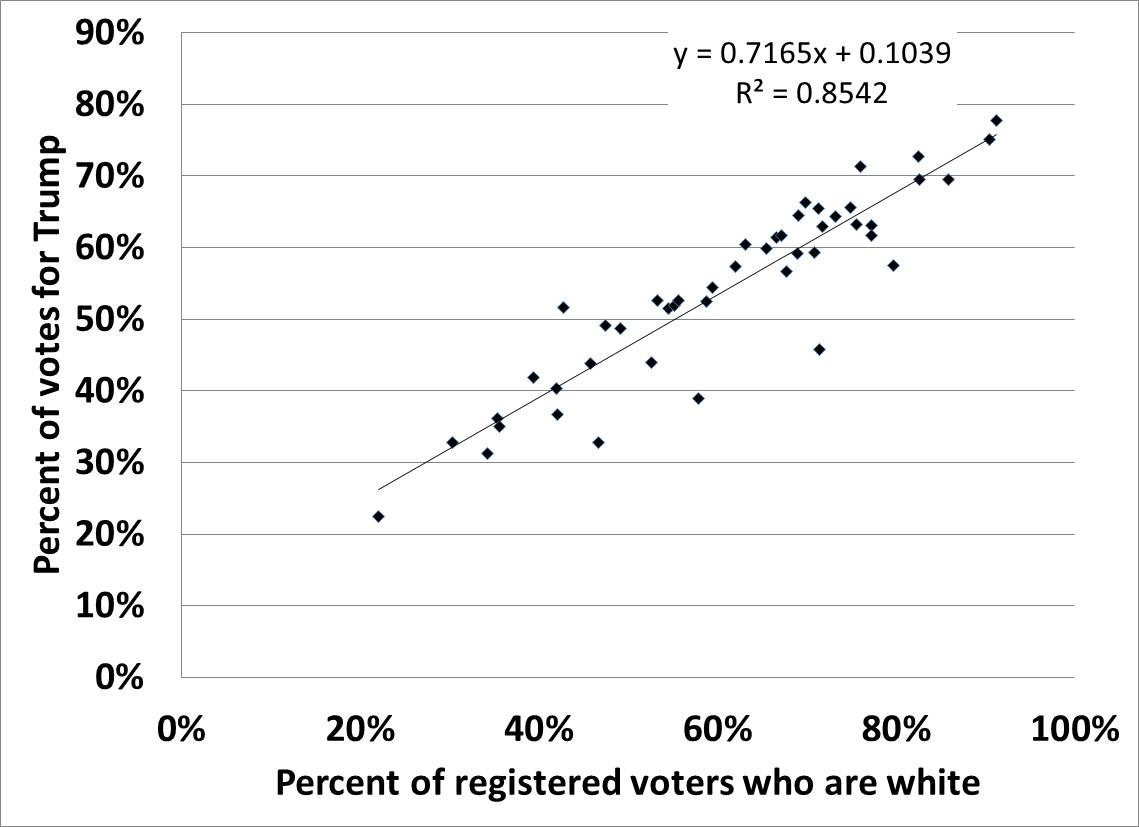 90%
80%
70%
60%
50%
40%
30%
20%
10%
0%
Percent of votes for Trump
y = 0.7165x + 0.1039
R² = 0.8542
0% 20% 40% 60% 80% 100%
Percent of registered voters who are white